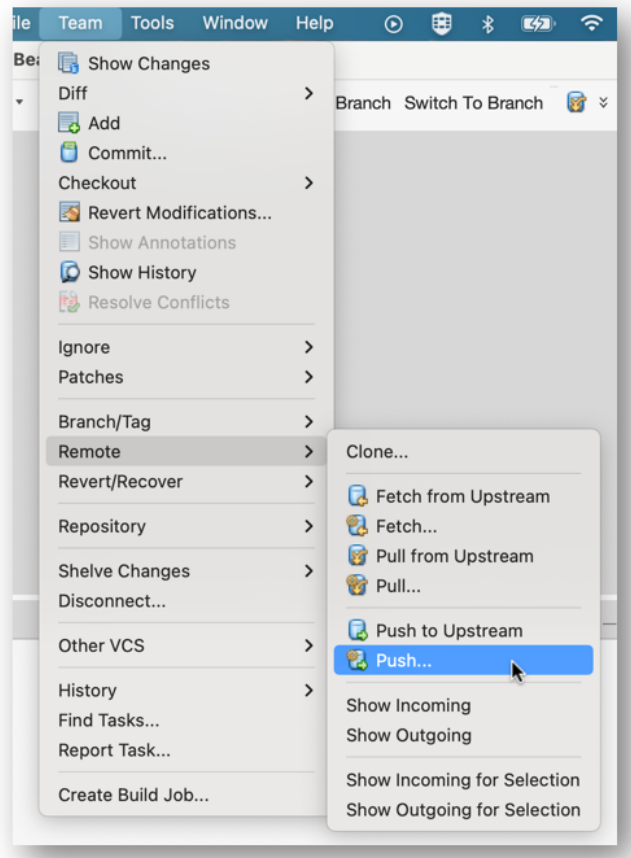 ile Team Tools Window Help
Bea
Branch Switch To Branch
Show Changes
Diff
Add
Commit...
Checkout
Revert Modifications...
Show Annotations
Show History
Resolve Conflicts
Ignore
Patches
Branch/Tag
Remote
Revert/Recover
Repository
Shelve Changes
Disconnect...
Other VCS
History
Find Tasks...
Report Task...
Create Build Job...
Clone...
Fetch from Upstream
Fetch...
Pull from Upstream
Pull...
Push to Upstream
Push...
Show Incoming
Show Outgoing
Show Incoming for Selection
Show Outgoing for Selection